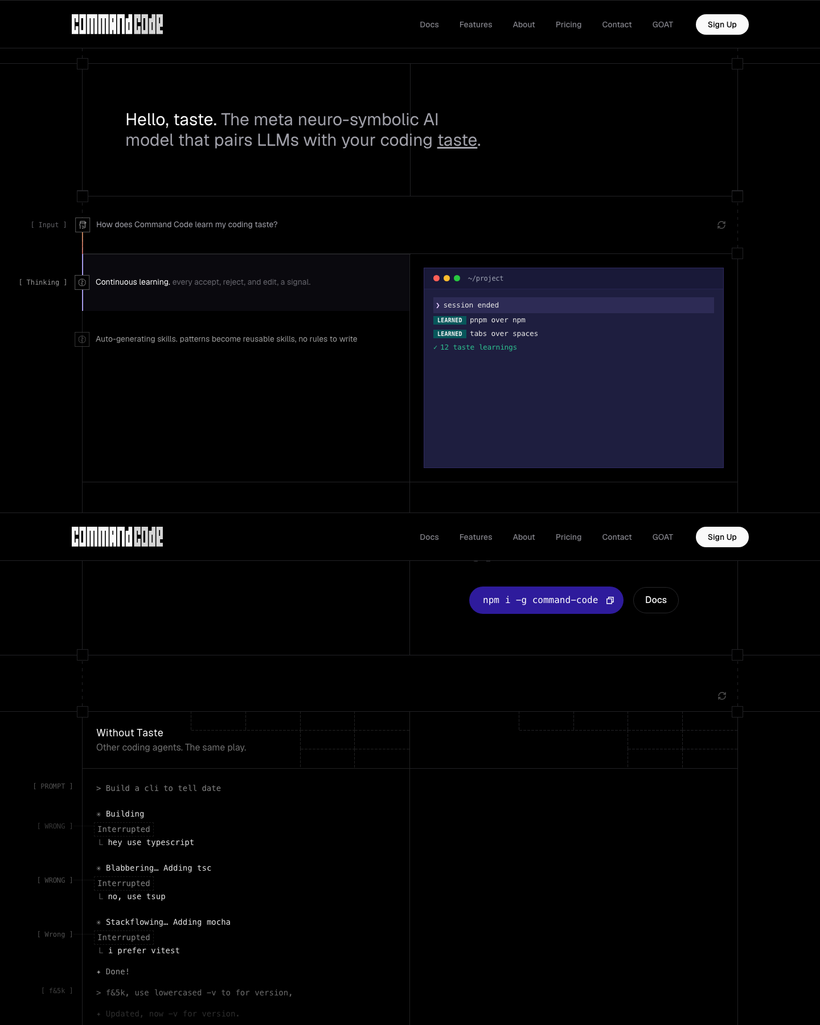 COMMANDCODE
Docs Features About Pricing Contact GOAT Sign Up
Hello, taste. The meta neuro-symbolic AI
model that pairs LLMs with your coding taste.
[ Input ] How does Command Code learn my coding taste?
[ Thinking ] Continuous learning. every accept, reject, and edit, a signal.
Auto-generating skills. patterns become reusable skills, no rules to write
~/project
❯ session ended
LEARNED pnpm over npm
LEARNED tabs over spaces
✓ 12 taste learnings
COMMANDCODE
Docs Features About Pricing Contact GOAT Sign Up
npm i -g command-code Docs
Without Taste
Other coding agents. The same play.
[ PROMPT ] > Build a cli to tell date
✷ Building
[ WRONG ] Interrupted
└ hey use typescript
✷ Blabbering… Adding tsc
[ WRONG ] Interrupted
└ no, use tsup
✷ Stackflowing… Adding mocha
[ Wrong ] Interrupted
└ i prefer vitest
✦ Done!
[ f&5k ] > f&5k, use lowercased -v to for version,
✦ Updated, now -v for version.